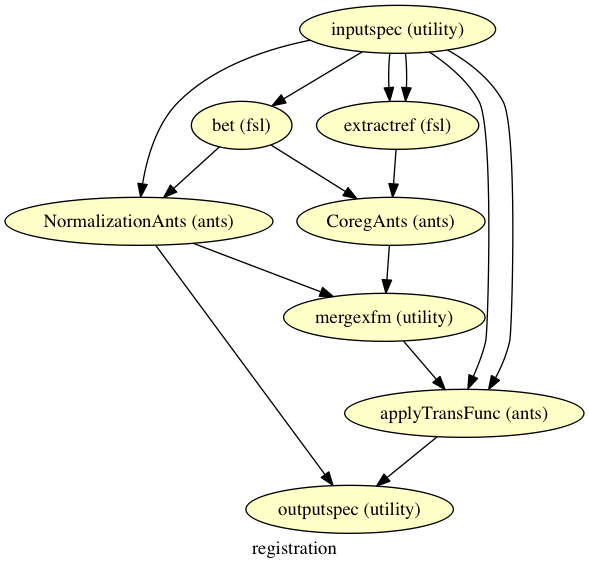 inputspec (utility)
bet (fsl)
extractref (fsl)
NormalizationAnts (ants)
CoregAnts (ants)
mergexfm (utility)
applyTransFunc (ants)
outputspec (utility)
registration